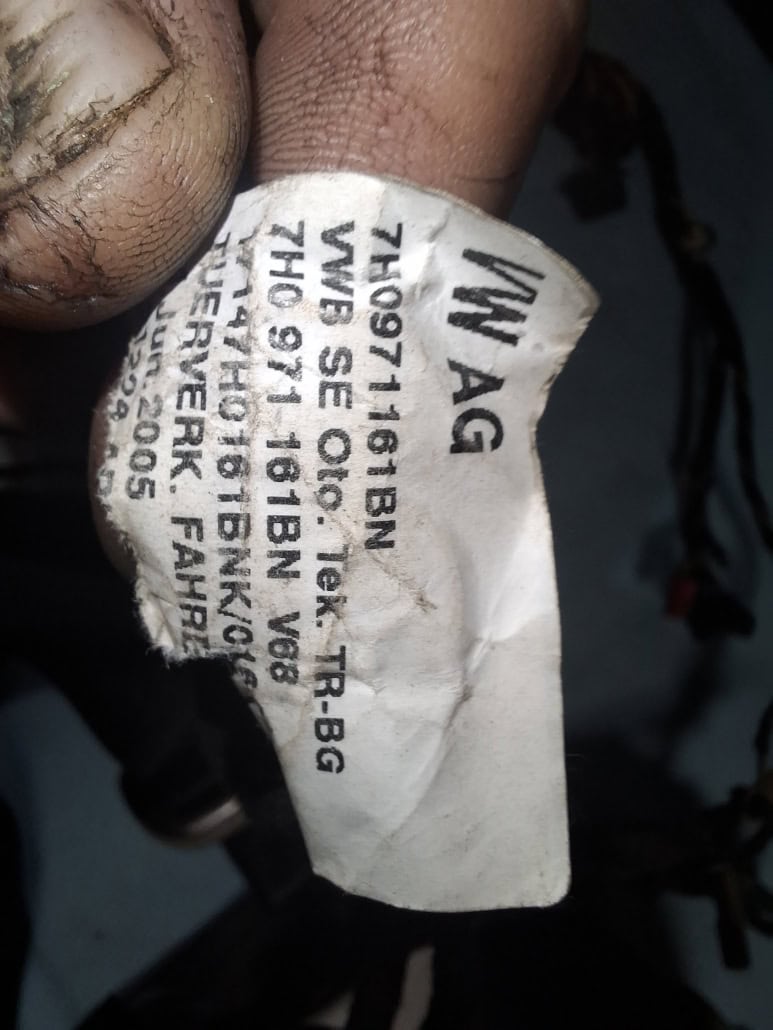 VW AG
7H0971161BN
VWB SE Oto. Tek. TR-BG
7H0 971 161BN V68
TUERVERK. FAHRE
Jun.2005